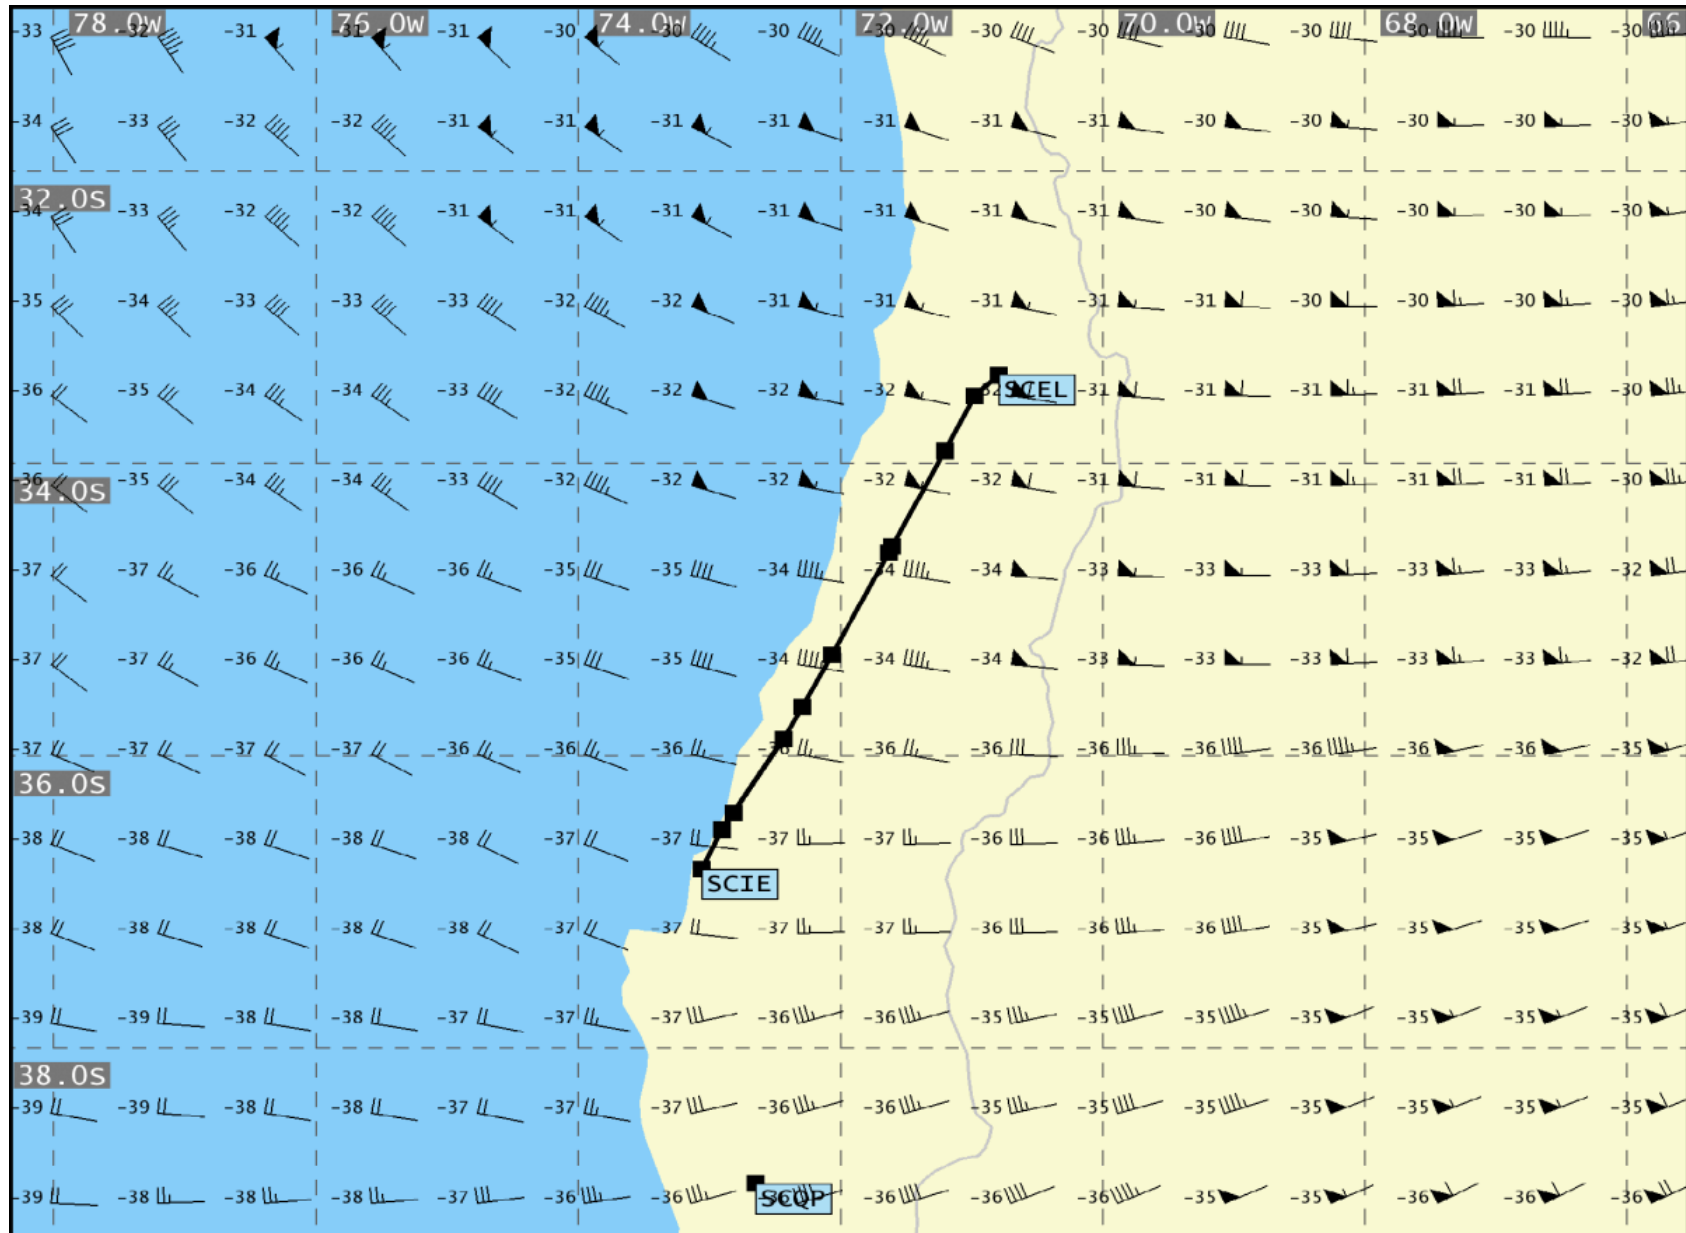 78.0W 76.0W 74.0W 72.0W 70.0W 68.0W 66
-33 -32 -31 -31 -31 -30 -30 -30 -30 -30 -30 -30 -30 -30 -30 -30
-34 -33 -32 -32 -31 -31 -31 -31 -31 -31 -31 -30 -30 -30 -30 -30
32.0S
-34 -33 -32 -32 -31 -31 -31 -31 -31 -31 -31 -30 -30 -30 -30 -30
-35 -34 -33 -33 -33 -32 -32 -31 -31 -31 -31 -31 -30 -30 -30 -30
-36 -35 -34 -34 -33 -32 -32 -32 -32 -32 SCEL -31 -31 -31 -31 -31 -30
-36 -35 -34 -34 -33 -32 -32 -32 -32 -32 -31 -31 -31 -31 -31 -30
34.0S
-37 -37 -36 -36 -36 -35 -35 -34 -34 -34 -33 -33 -33 -33 -33 -32
-37 -37 -36 -36 -36 -35 -35 -34 -34 -34 -33 -33 -33 -33 -33 -32
-37 -37 -37 -37 -36 -36 -36 -36 -36 -36 -36 -36 -36 -36 -36 -35
36.0S
-38 -38 -38 -38 -38 -37 -37 -37 -37 -36 -36 -36 -35 -35 -35 -35
SCIE
-38 -38 -38 -38 -38 -37 -37 -37 -37 -36 -36 -36 -35 -35 -35 -35
-39 -39 -38 -38 -37 -37 -37 -36 -36 -35 -35 -35 -35 -35 -35 -35
38.0S
-39 -39 -38 -38 -37 -37 -37 -36 -36 -35 -35 -35 -35 -35 -35 -35
-39 -38 -38 -38 -37 -36 -36 SCQP -36 -36 -36 -35 -35 -36 -36 -36